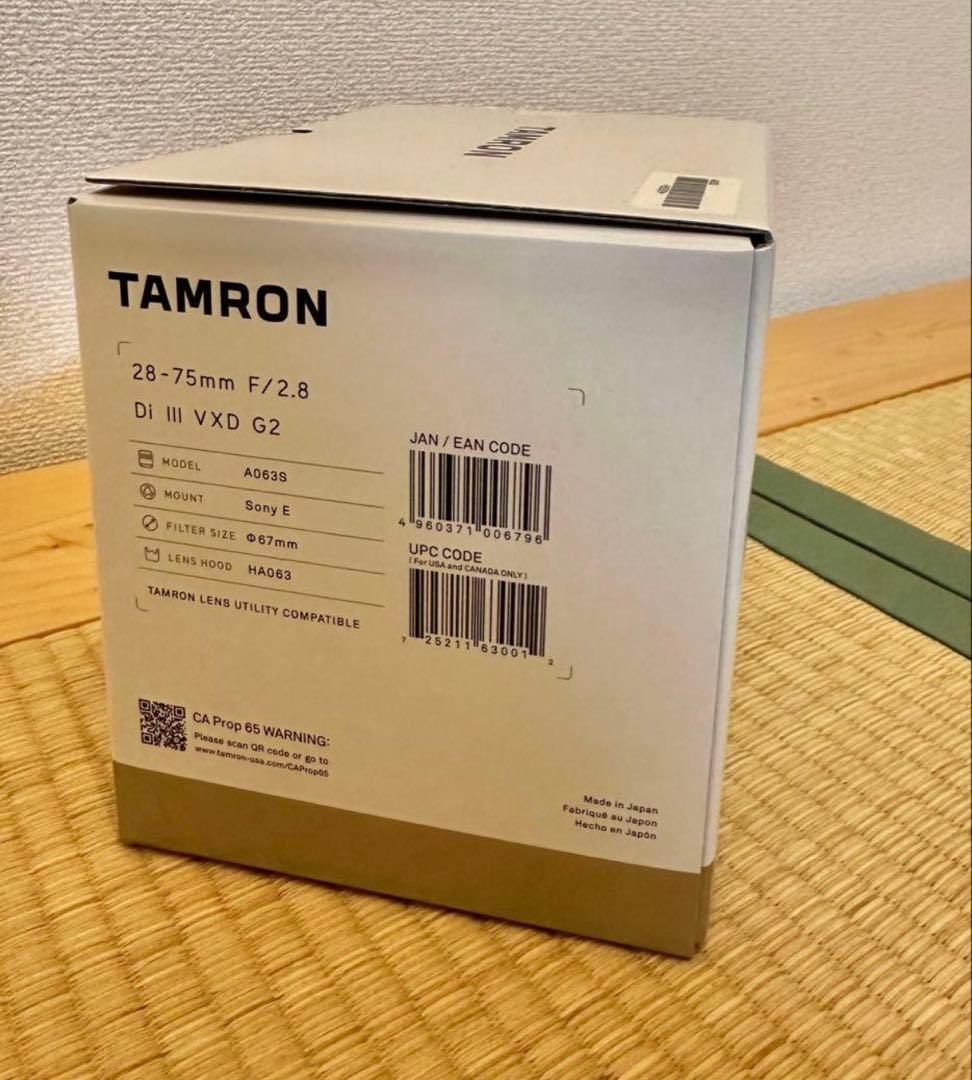 TAMRON
TAMRON
28-75mm F/2.8
Di III VXD G2
MODEL A063S
MOUNT Sony E
FILTER SIZE Φ67mm
LENS HOOD HA063
TAMRON LENS UTILITY COMPATIBLE
JAN / EAN CODE
4 960371 006796
UPC CODE
(For USA and CANADA ONLY)
7 25211 63001 2
CA Prop 65 WARNING:
Please scan QR code or go to
www.tamron-usa.com/CAProp65
Made in Japan
Fabriqué au Japon
Hecho en Japón